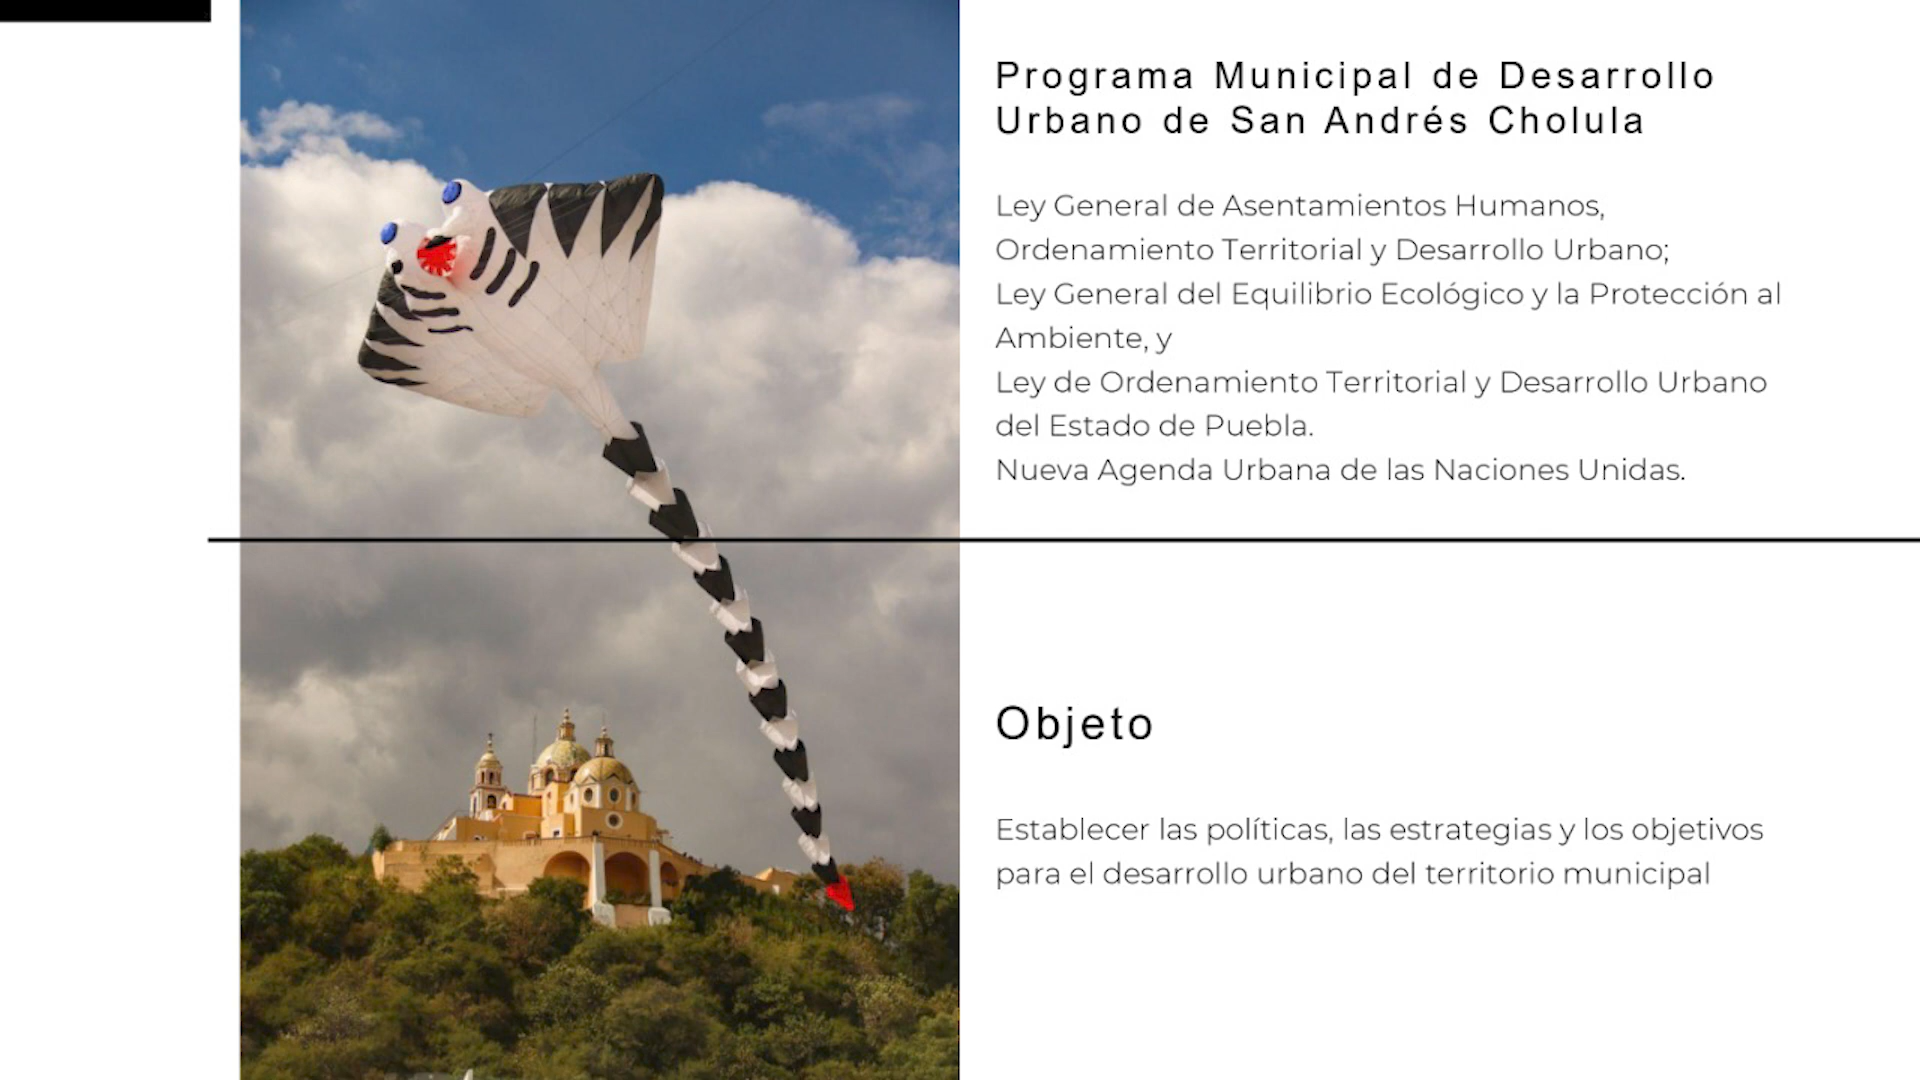 Programa Municipal de Desarrollo
Urbano de San Andrés Cholula
Ley General de Asentamientos Humanos,
Ordenamiento Territorial y Desarrollo Urbano;
Ley General del Equilibrio Ecológico y la Protección al
Ambiente, y
Ley de Ordenamiento Territorial y Desarrollo Urbano
del Estado de Puebla.
Nueva Agenda Urbana de las Naciones Unidas.
Objeto
Establecer las políticas, las estrategias y los objetivos
para el desarrollo urbano del territorio municipal